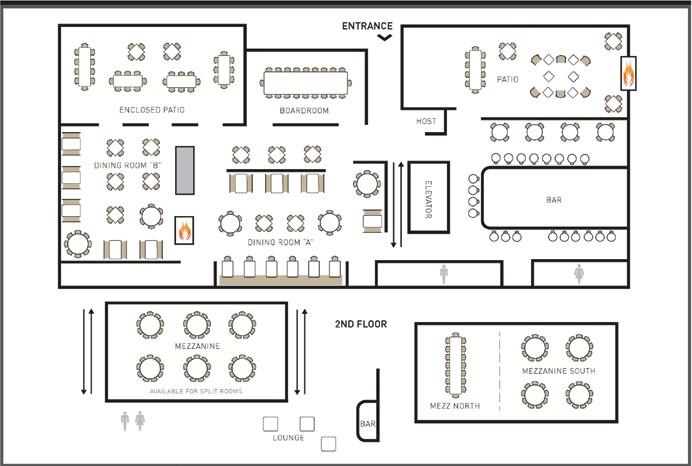 ENTRANCE
PATIO
ENCLOSED PATIO
BOARDROOM
HOST
DINING ROOM "B"
ELEVATOR
BAR
DINING ROOM "A"
2ND FLOOR
MEZZANINE
AVAILABLE FOR SPLIT ROOMS
MEZZANINE SOUTH
MEZZ NORTH
BAR
LOUNGE